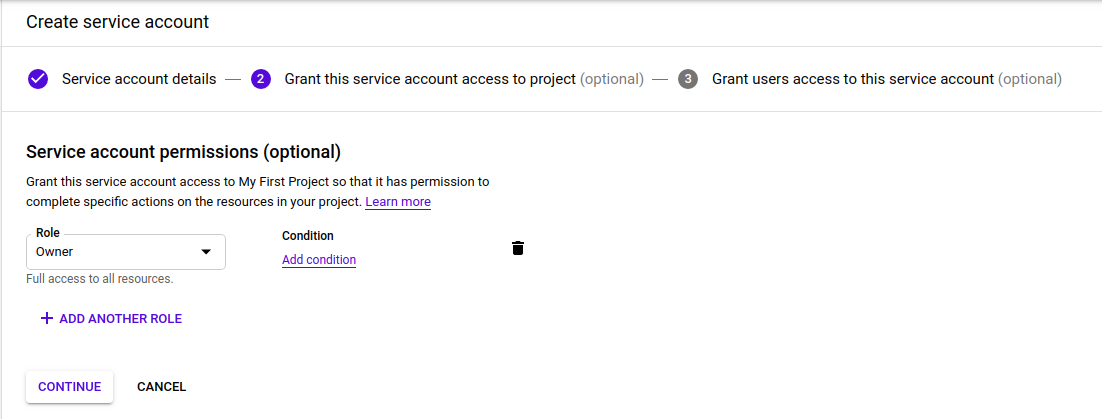 Create service account
Service account details — 2 Grant this service account access to project (optional) — 3 Grant users access to this service account (optional)
Service account permissions (optional)
Grant this service account access to My First Project so that it has permission to
complete specific actions on the resources in your project. Learn more
Role
Owner
Condition
Add condition
Full access to all resources.
+ ADD ANOTHER ROLE
CONTINUE CANCEL